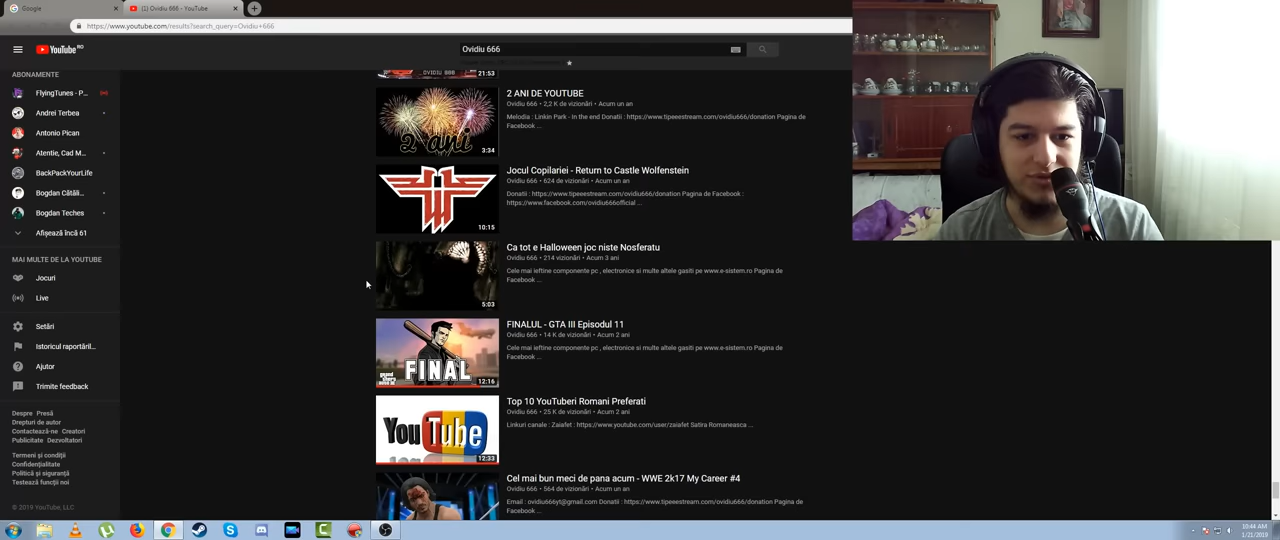 Google
(1) Ovidiu 666 - YouTube
https://www.youtube.com/results?search_query=Ovidiu+666
YouTube RO
Ovidiu 666
ABONAMENTE
FlyingTunes - P...
Andrei Terbea
Antonio Pican
Atentie, Cad M...
BackPackYourLife
Bogdan Cătăli...
Bogdan Teches
Afișează încă 61
MAI MULTE DE LA YOUTUBE
Jocuri
Live
Setări
Istoricul raportăril...
Ajutor
Trimite feedback
Despre Presă
Drepturi de autor
Contactează-ne Creatori
Publicitate Dezvoltatori
Termeni și condiții
Confidențialitate
Politică și siguranță
Testează funcții noi
© 2019 YouTube, LLC
OVIDIU 666
21:53
2 ani
3:34
2 ANI DE YOUTUBE
Ovidiu 666 • 2,2 K de vizionări • Acum un an
Melodia : Linkin Park - In the end Donatii : https://www.tipeeestream.com/ovidiu666/donation Pagina de
Facebook ...
10:15
Jocul Copilariei - Return to Castle Wolfenstein
Ovidiu 666 • 624 de vizionări • Acum un an
Donatii : https://www.tipeeestream.com/ovidiu666/donation Pagina de Facebook :
https://www.facebook.com/ovidiu666official ...
5:03
Ca tot e Halloween joc niste Nosferatu
Ovidiu 666 • 214 vizionări • Acum 3 ani
Cele mai ieftine componente pc , electronice si multe altele gasiti pe www.e-sistem.ro Pagina de
Facebook ...
FINAL
12:16
FINALUL - GTA III Episodul 11
Ovidiu 666 • 14 K de vizionări • Acum 2 ani
Cele mai ieftine componente pc , electronice si multe altele gasiti pe www.e-sistem.ro Pagina de
Facebook ...
YouTube
12:33
Top 10 YouTuberi Romani Preferati
Ovidiu 666 • 25 K de vizionări • Acum 2 ani
Linkuri canale : Zaiafet : https://www.youtube.com/user/zaiafet Satira Romaneasca ...
Cel mai bun meci de pana acum - WWE 2k17 My Career #4
Ovidiu 666 • 564 de vizionări • Acum un an
Email : ovidiu666yt@gmail.com Donatii : https://www.tipeeestream.com/ovidiu666/donation Pagina de
Facebook ...
10:44 AM
1/21/2019